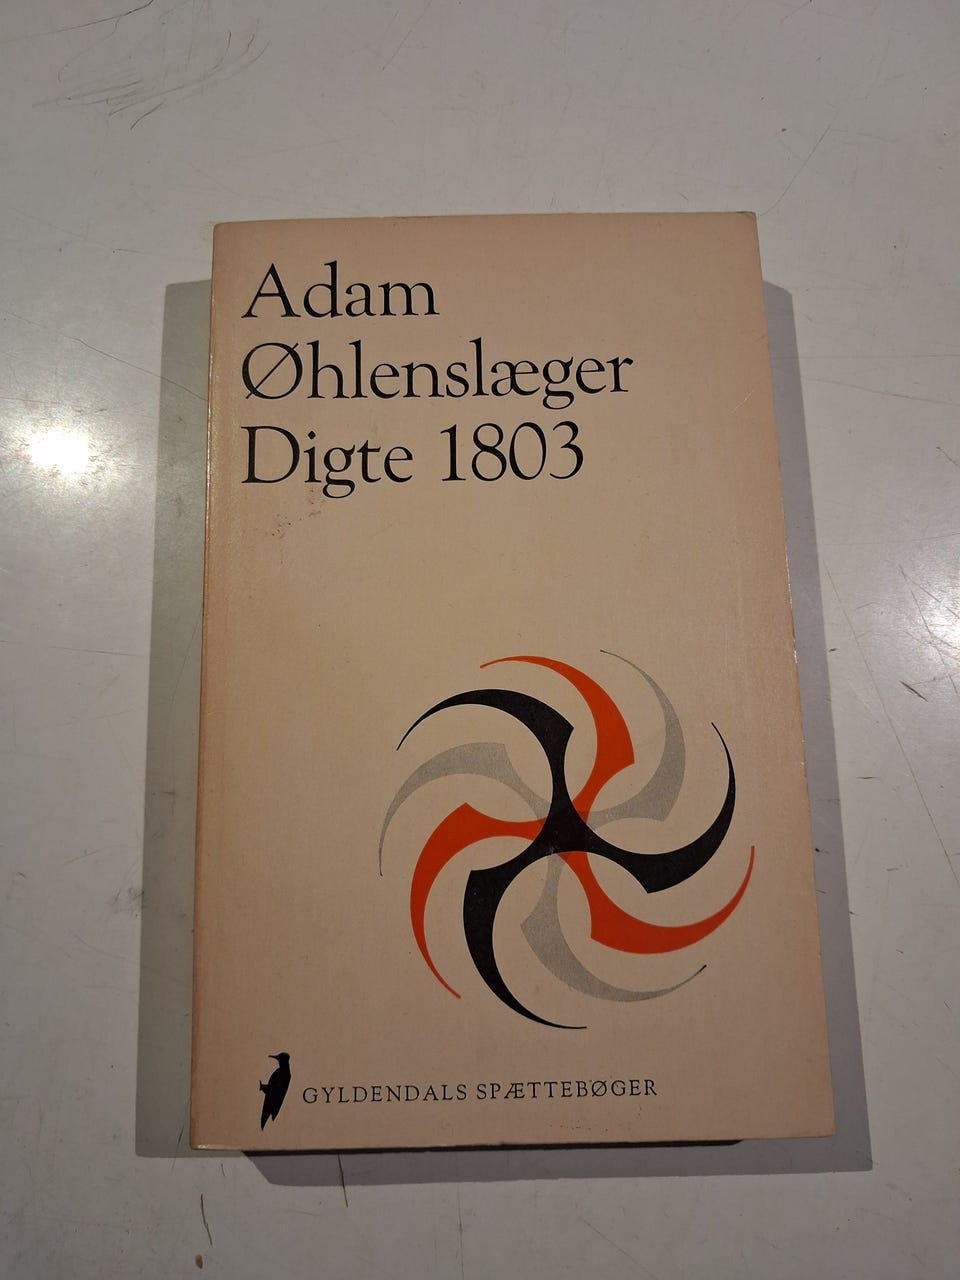 Adam
Øhlenslæger
Digte 1803
GYLDENDALS SPÆTTEBØGER